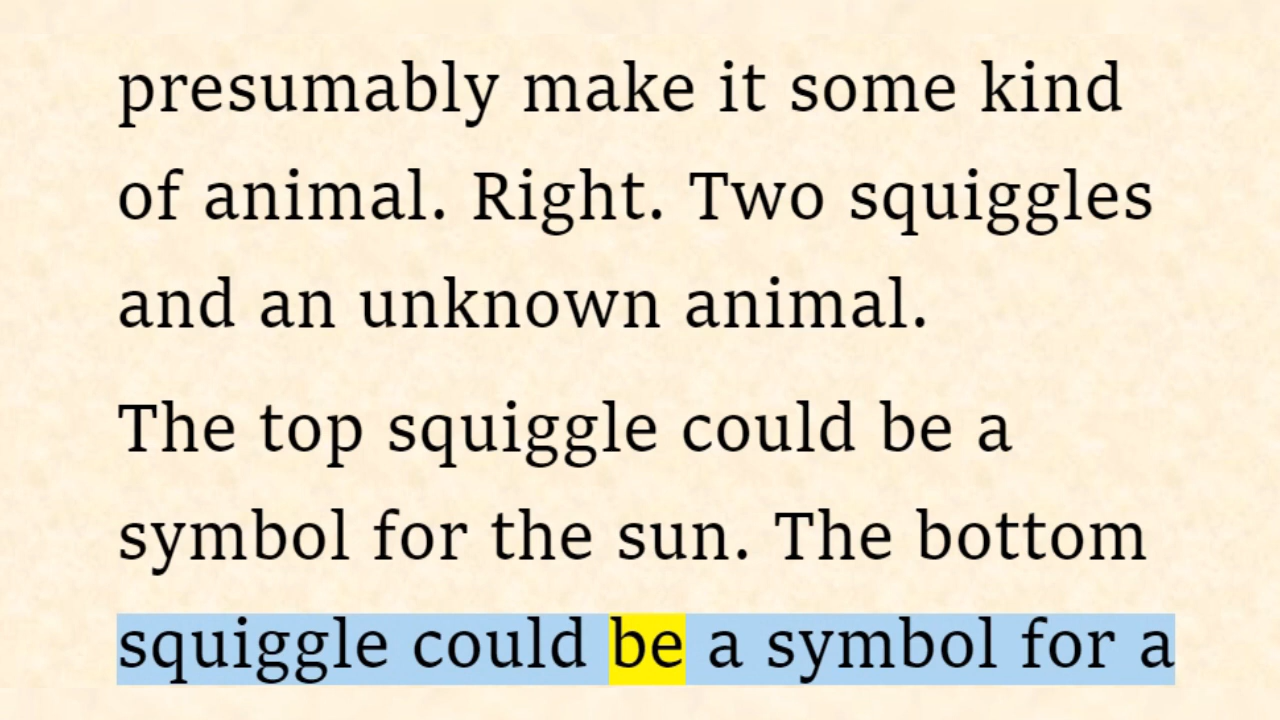 presumably make it some kind
of animal. Right. Two squiggles
and an unknown animal.
The top squiggle could be a
symbol for the sun. The bottom
squiggle could be a symbol for a